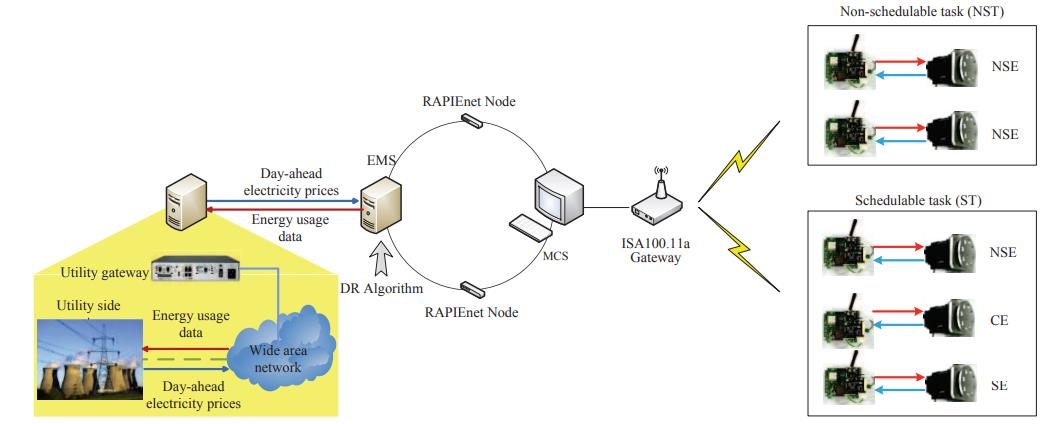 Non-schedulable task (NST)
NSE
NSE
RAPIEnet Node
EMS
Day-ahead
electricity prices
Energy usage
data
DR Algorithm
RAPIEnet Node
MCS
ISA100.11a
Gateway
Schedulable task (ST)
NSE
CE
SE
Utility gateway
Utility side
Energy usage
data
Wide area
network
Day-ahead
electricity prices